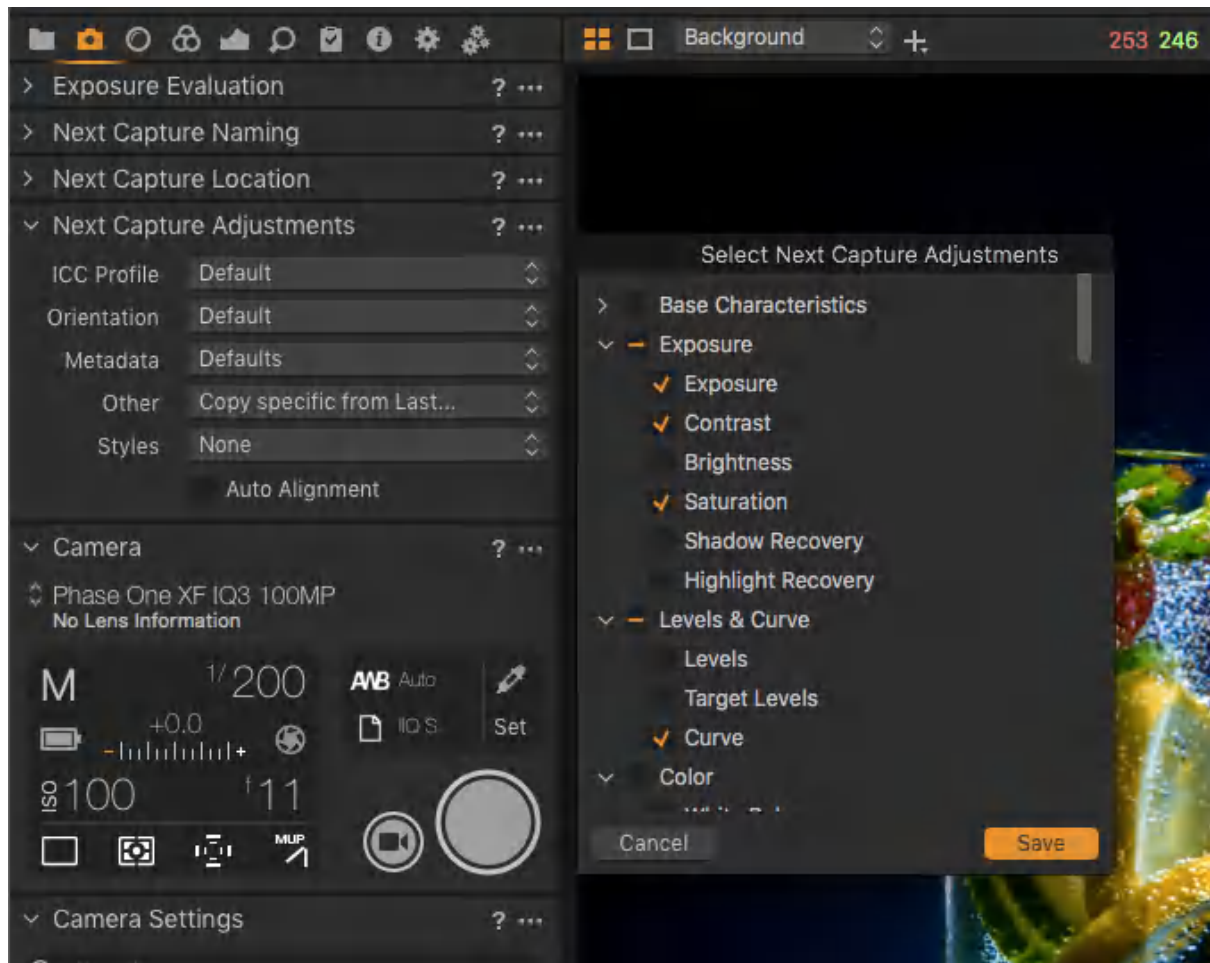 Background
253 246
Exposure Evaluation ? ...
Next Capture Naming ? ...
Next Capture Location ? ...
Next Capture Adjustments ? ...
ICC Profile Default
Orientation Default
Metadata Defaults
Other Copy specific from Last...
Styles None
Auto Alignment
Camera ? ...
Phase One XF IQ3 100MP
No Lens Information
M 1/200
+0.0
ISO 100 f 11
MUP
AWB Auto
IIQ S
Set
Camera Settings ? ...
Select Next Capture Adjustments
Base Characteristics
Exposure
Exposure
Contrast
Brightness
Saturation
Shadow Recovery
Highlight Recovery
Levels & Curve
Levels
Target Levels
Curve
Color
Cancel Save